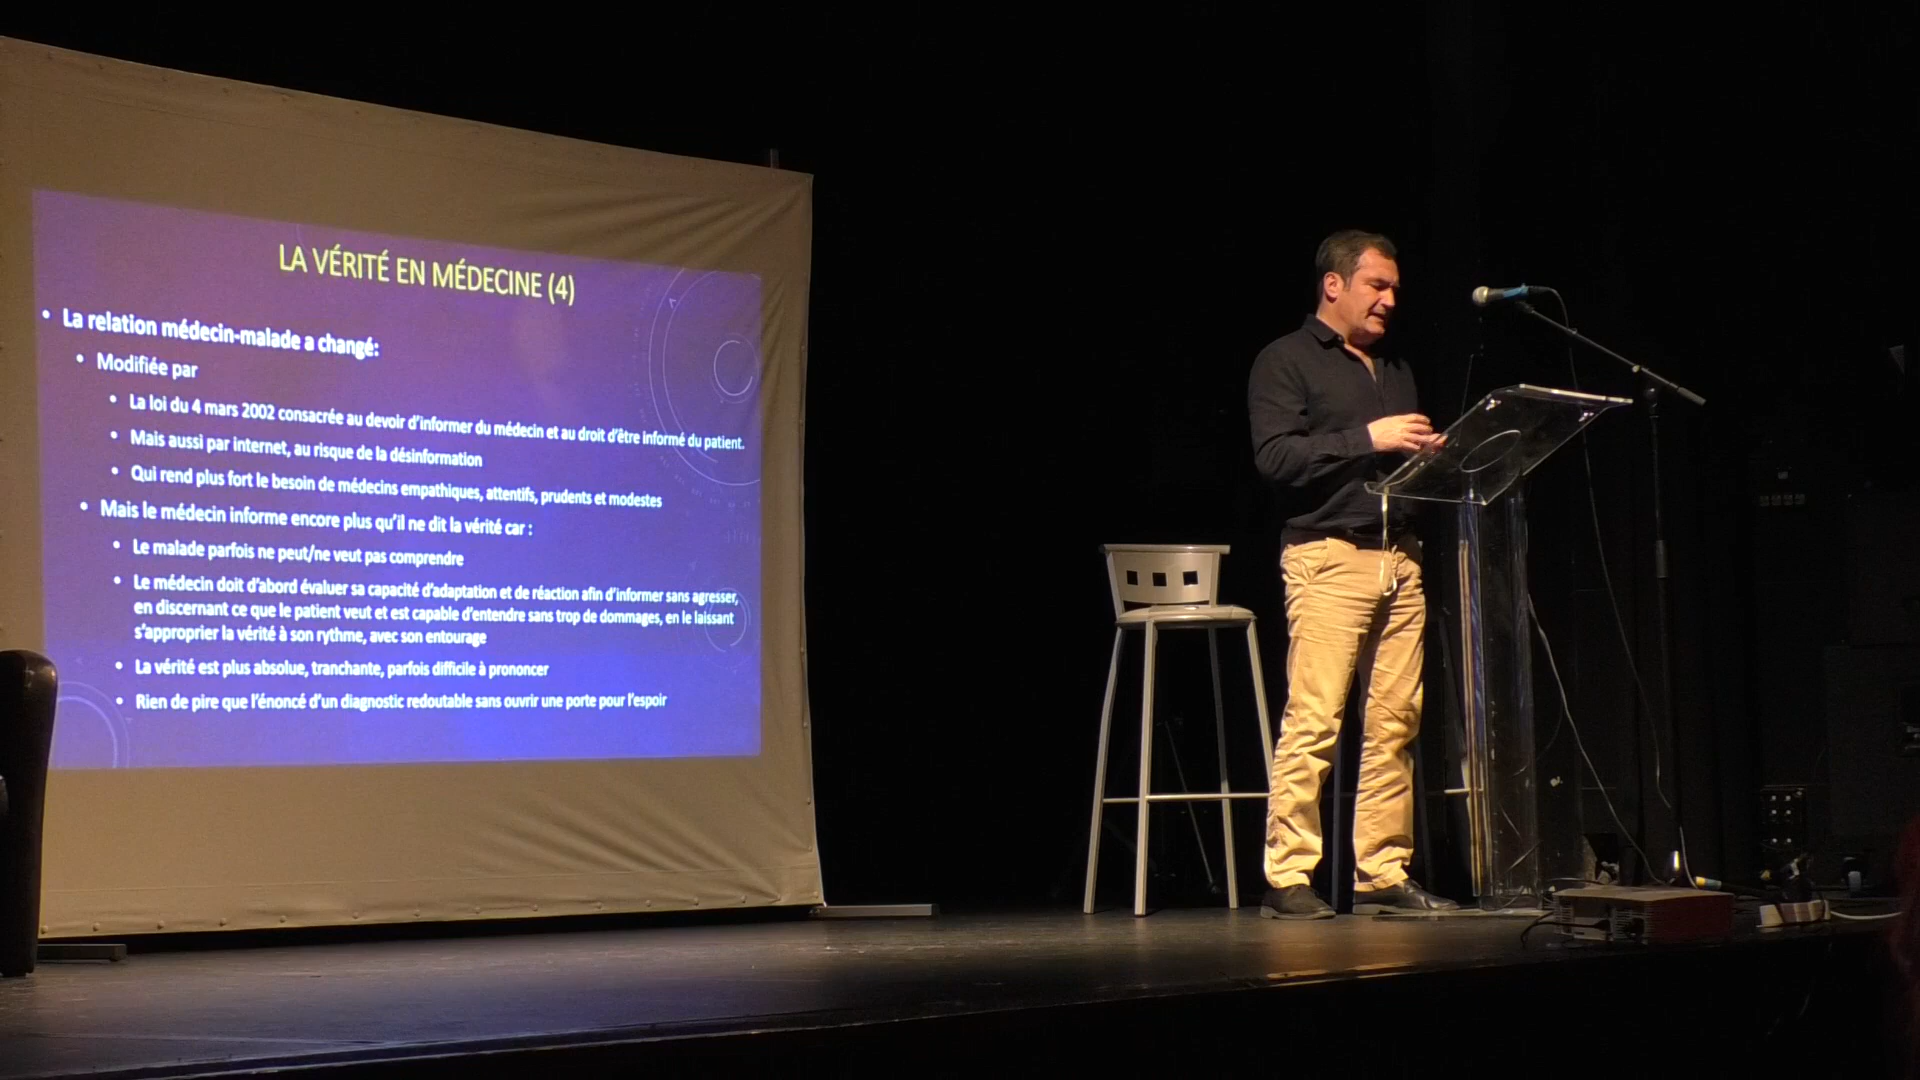 LA VÉRITÉ EN MÉDECINE (4)
• La relation médecin-malade a changé:
• Modifiée par
• La loi du 4 mars 2002 consacrée au devoir d'informer du médecin et au droit d'être informé du patient.
• Mais aussi par internet, au risque de la désinformation
• Qui rend plus fort le besoin de médecins empathiques, attentifs, prudents et modestes
• Mais le médecin informe encore plus qu'il ne dit la vérité car :
• Le malade parfois ne peut/ne veut pas comprendre
• Le médecin doit d'abord évaluer sa capacité d'adaptation et de réaction afin d'informer sans agresser,
en discernant ce que le patient veut et est capable d'entendre sans trop de dommages, en le laissant
s'approprier la vérité à son rythme, avec son entourage
• La vérité est plus absolue, tranchante, parfois difficile à prononcer
• Rien de pire que l'énoncé d'un diagnostic redoutable sans ouvrir une porte pour l'espoir